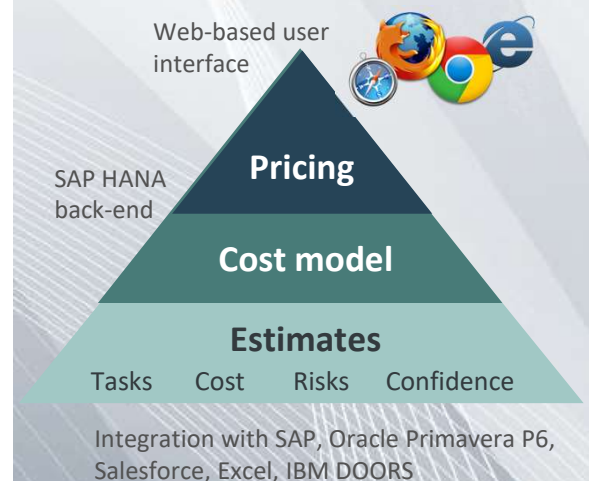 Web-based user
interface
Pricing
SAP HANA
back-end
Cost model
Estimates
Tasks Cost Risks Confidence
Integration with SAP, Oracle Primavera P6,
Salesforce, Excel, IBM DOORS